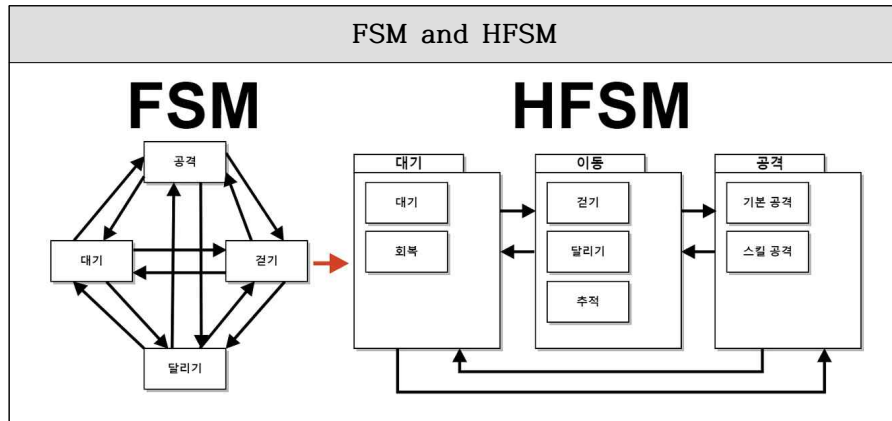 FSM and HFSM
FSM
공격
대기
걷기
달리기
HFSM
대기
대기
회복
이동
걷기
달리기
추적
공격
기본 공격
스킬 공격